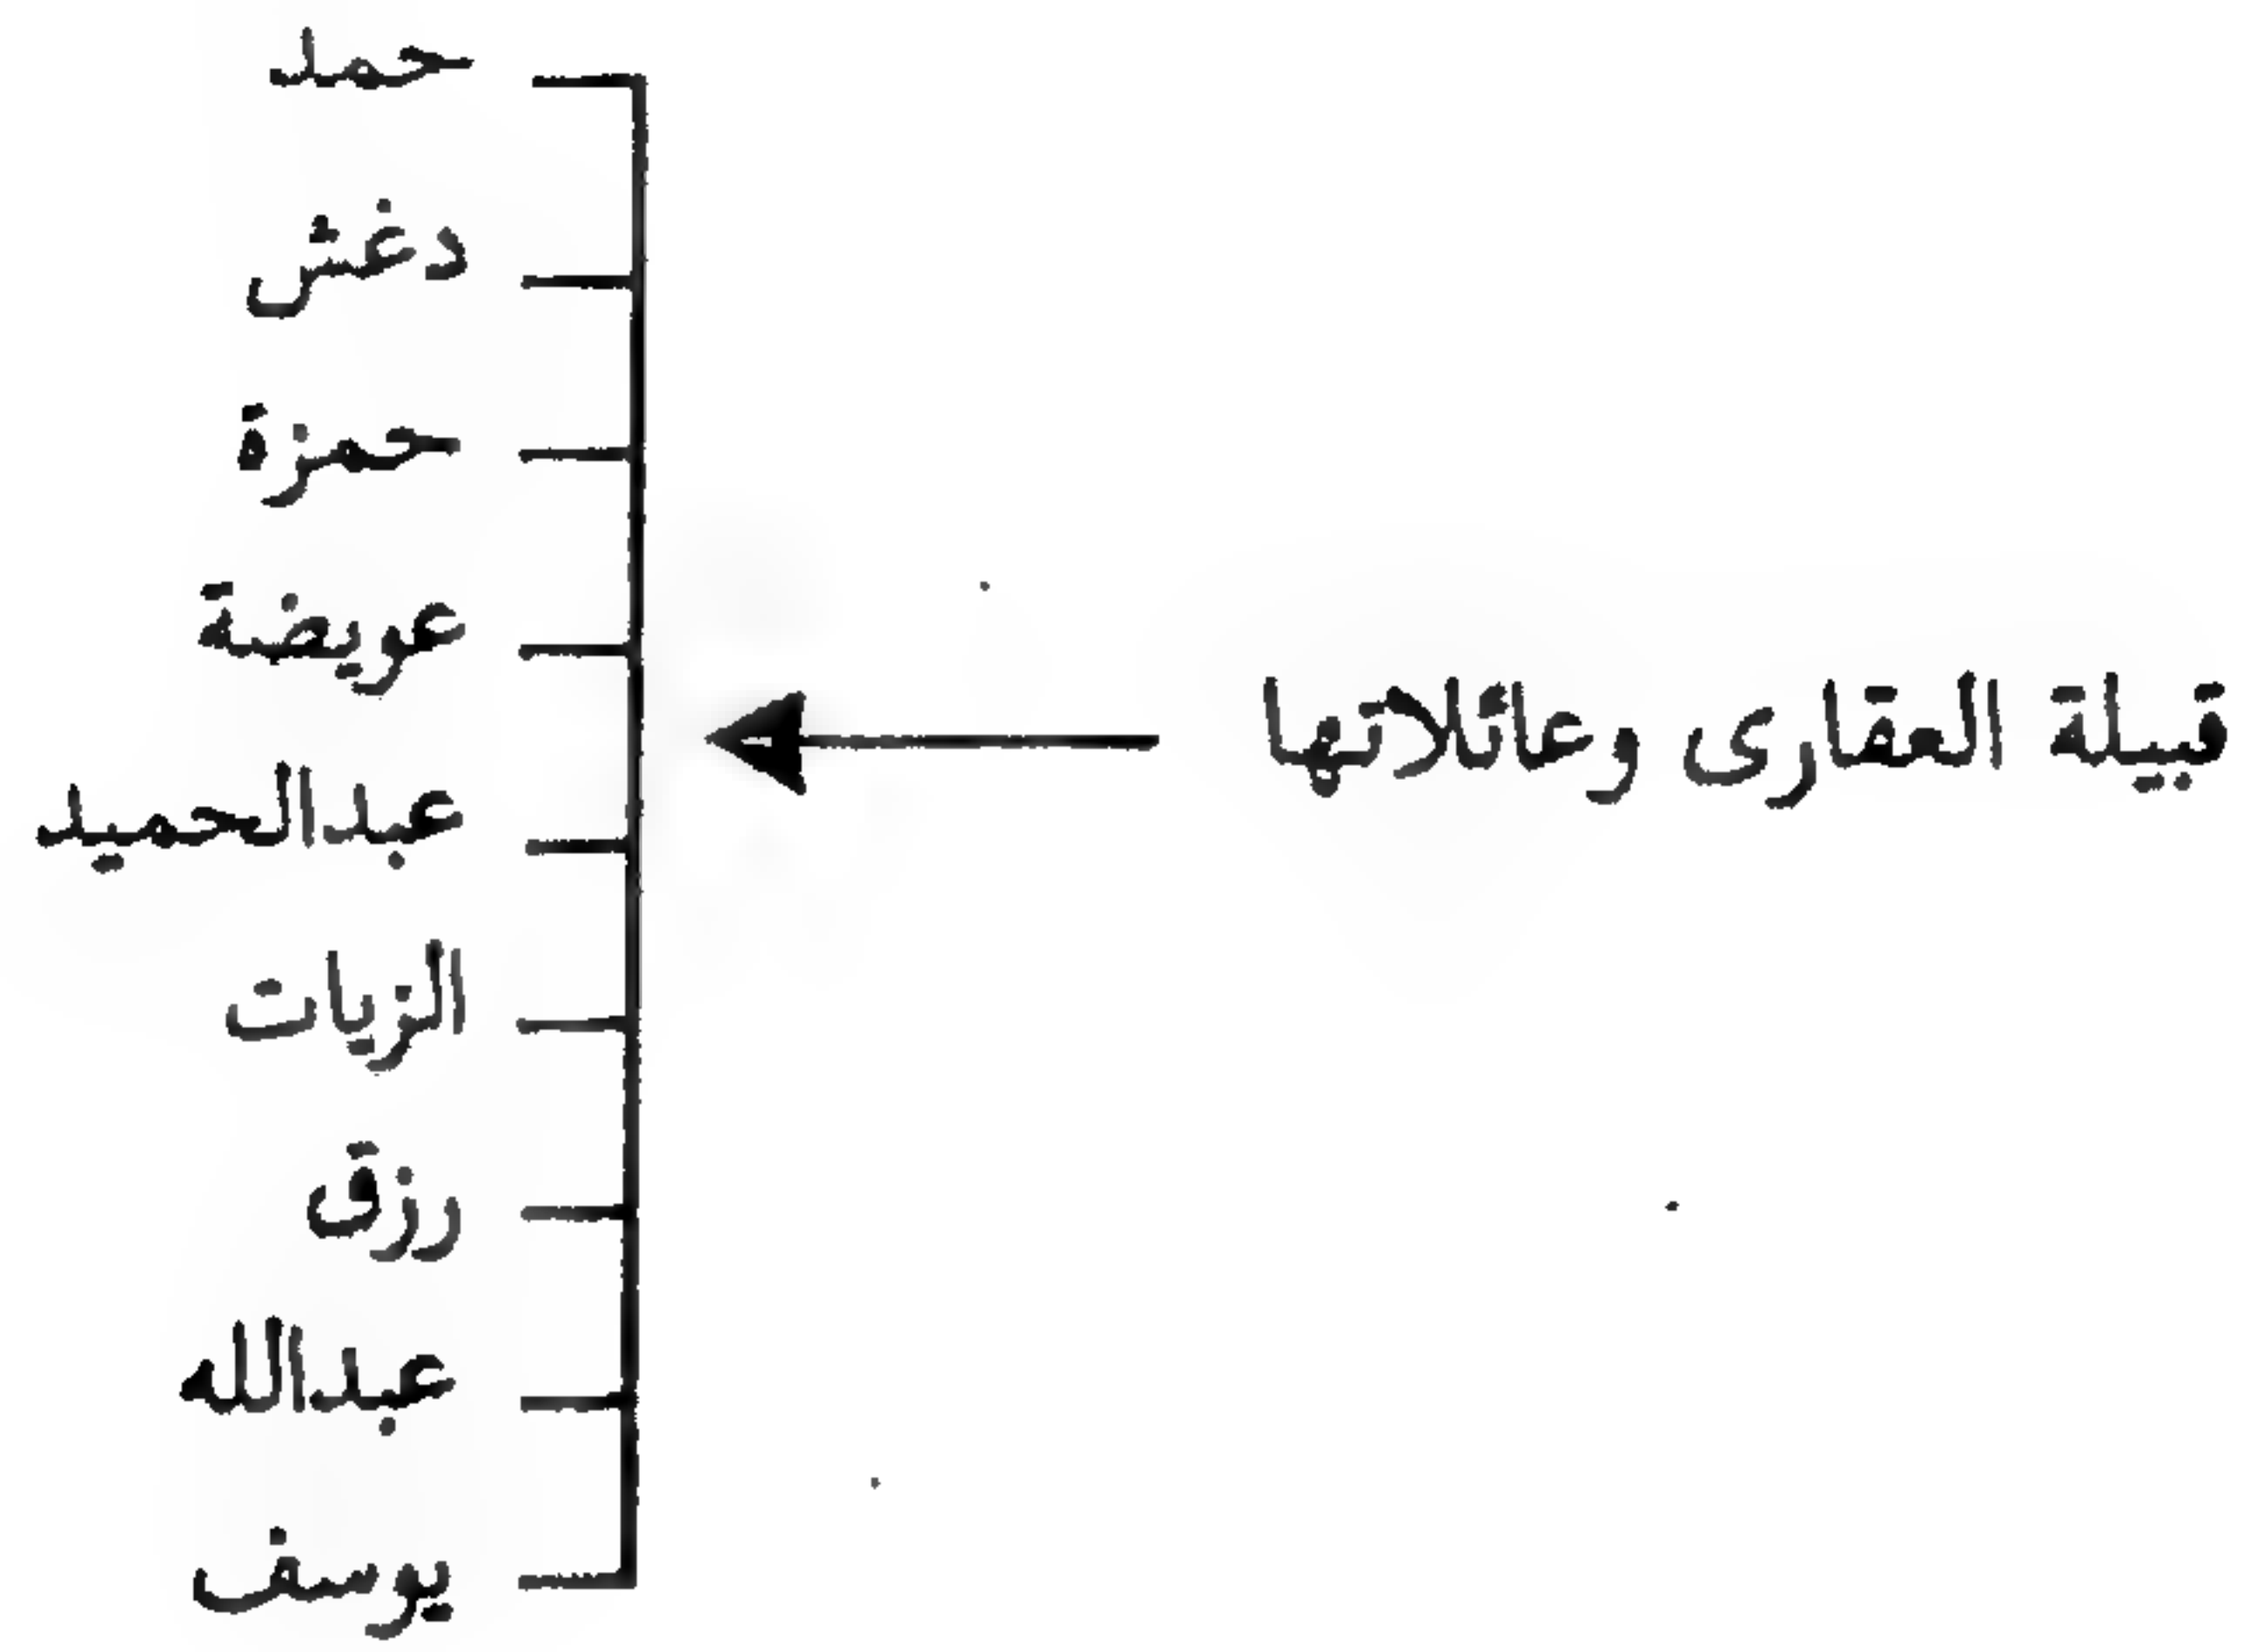 قبيلة العقارى وعائلاتها
حمد
دغش
حمزة
عويضة
عبدالحميد
الزيات
رزق
عبدالله
يوسف